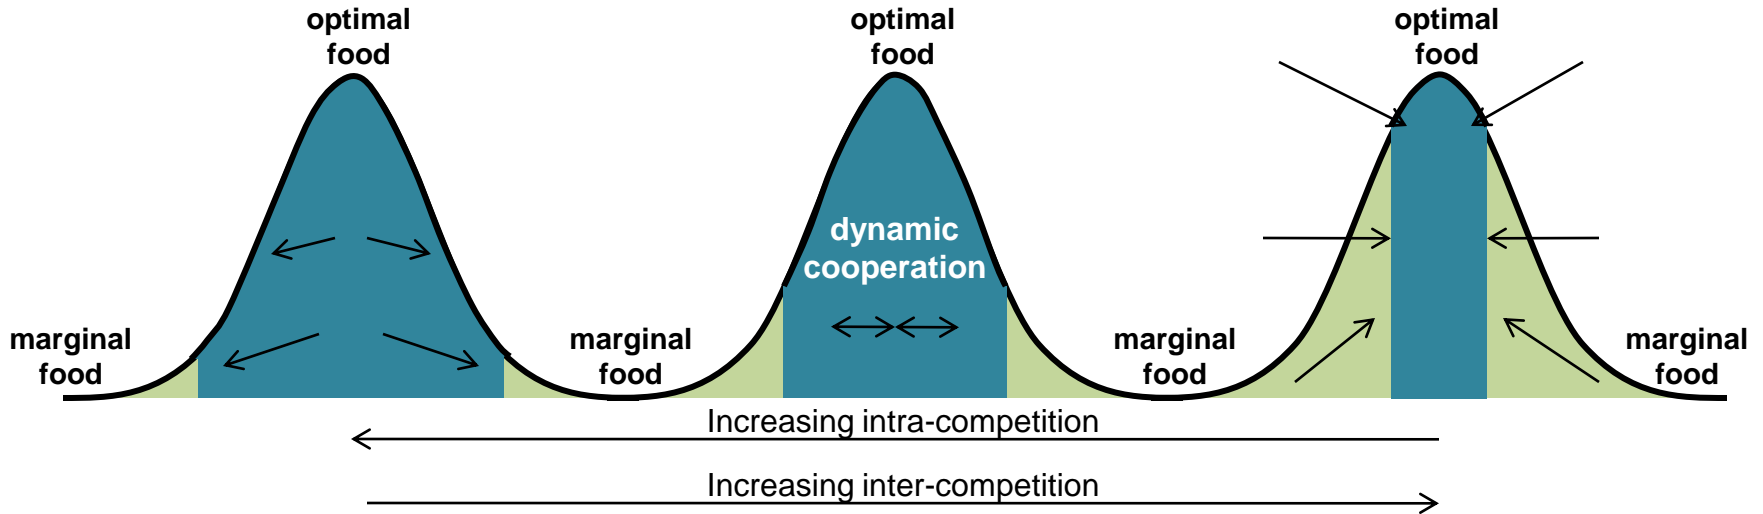 optimal
food
optimal
food
optimal
food
dynamic
cooperation
marginal
food
marginal
food
marginal
food
marginal
food
Increasing intra-competition
Increasing inter-competition